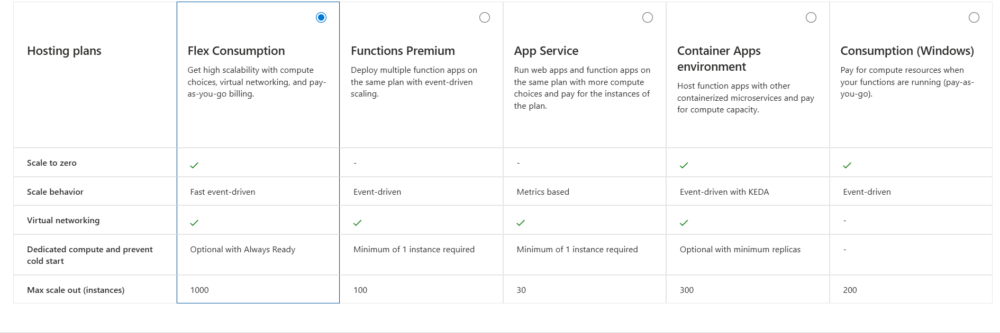 Hosting plans
Flex Consumption
Get high scalability with compute
choices, virtual networking, and pay-
as-you-go billing.
Functions Premium
Deploy multiple function apps on
the same plan with event-driven
scaling.
App Service
Run web apps and function apps on
the same plan with more compute
choices and pay for the instances of
the plan.
Container Apps
environment
Host function apps with other
containerized microservices and pay
for compute capacity.
Consumption (Windows)
Pay for compute resources when
your functions are running (pay-as-
you-go).
Scale to zero
-
-
Scale behavior
Fast event-driven
Event-driven
Metrics based
Event-driven with KEDA
Event-driven
Virtual networking
-
Dedicated compute and prevent
cold start
Optional with Always Ready
Minimum of 1 instance required
Minimum of 1 instance required
Optional with minimum replicas
-
Max scale out (instances)
1000
100
30
300
200